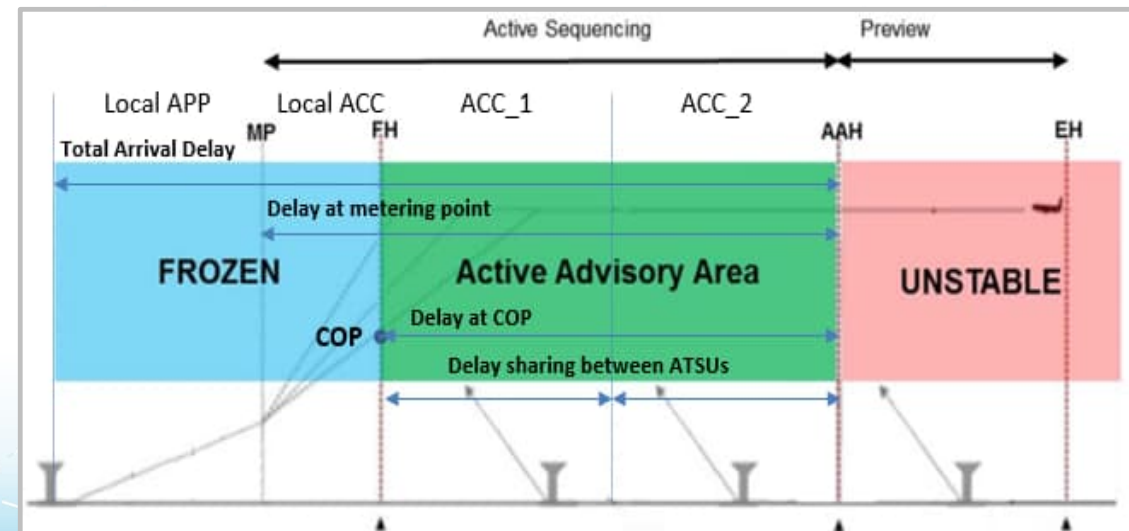 Active Sequencing
Preview
Local APP
Local ACC
ACC_1
ACC_2
MP
FH
AAH
EH
Total Arrival Delay
Delay at metering point
FROZEN
Active Advisory Area
UNSTABLE
Delay at COP
COP
Delay sharing between ATSUs